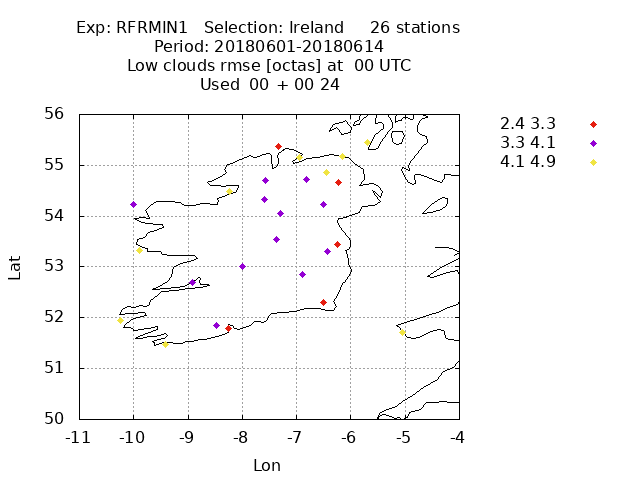 Exp: RFRMIN1 Selection: Ireland 26 stations
Period: 20180601-20180614
Low clouds rmse [octas] at 00 UTC
Used 00 + 00 24
2.4 3.3
3.3 4.1
4.1 4.9
56
55
54
53
52
51
50
Lat
-11 -10 -9 -8 -7 -6 -5 -4
Lon